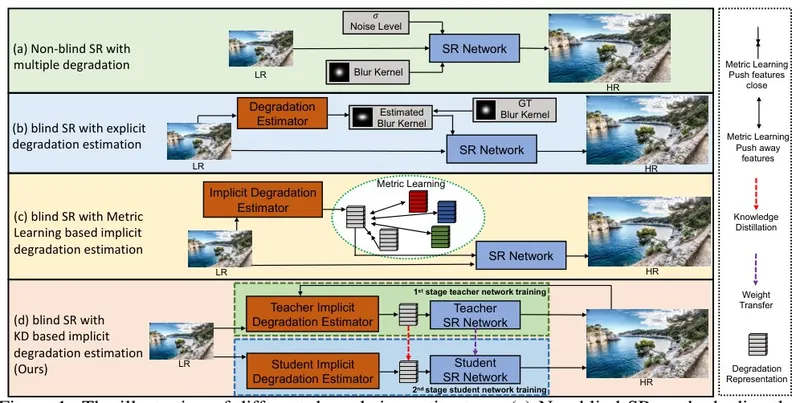 (a) Non-blind SR with
multiple degradation
LR
σ
Noise Level
Blur Kernel
SR Network
HR
(b) blind SR with explicit
degradation estimation
LR
Degradation
Estimator
Estimated
Blur Kernel
GT
Blur Kernel
SR Network
HR
(c) blind SR with Metric
Learning based implicit
degradation estimation
Implicit Degradation
Estimator
LR
Metric Learning
SR Network
HR
(d) blind SR with
KD based implicit
degradation estimation
(Ours)
LR
1st stage teacher network training
Teacher Implicit
Degradation Estimator
Teacher
SR Network
Student Implicit
Degradation Estimator
Student
SR Network
2nd stage student network training
HR
Metric Learning
Push features
close
Metric Learning
Push away
features
Knowledge
Distillation
Weight
Transfer
Degradation
Representation